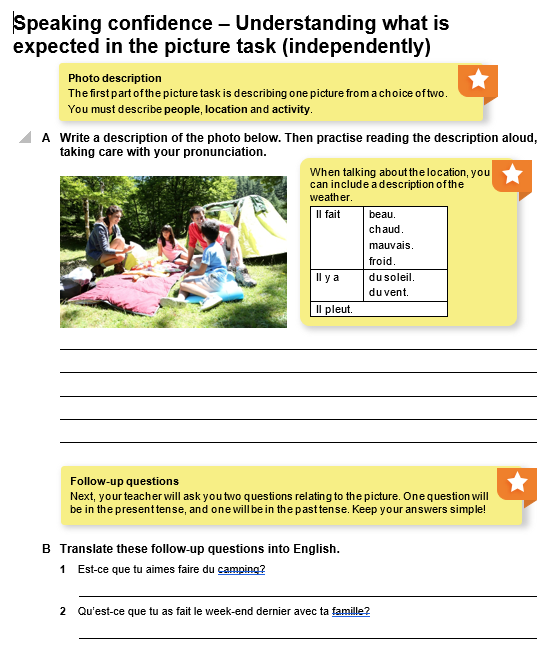 Speaking confidence – Understanding what is
expected in the picture task (independently)
Photo description
The first part of the picture task is describing one picture from a choice of two.
You must describe people, location and activity.
A Write a description of the photo below. Then practise reading the description aloud,
taking care with your pronunciation.
When talking about the location, you
can include a description of the
weather.
Il fait beau.
chaud.
mauvais.
froid.
Il y a du soleil.
du vent.
Il pleut.
Follow-up questions
Next, your teacher will ask you two questions relating to the picture. One question will
be in the present tense, and one will be in the past tense. Keep your answers simple!
B Translate these follow-up questions into English.
1 Est-ce que tu aimes faire du camping?
2 Qu'est-ce que tu as fait le week-end dernier avec ta famille?